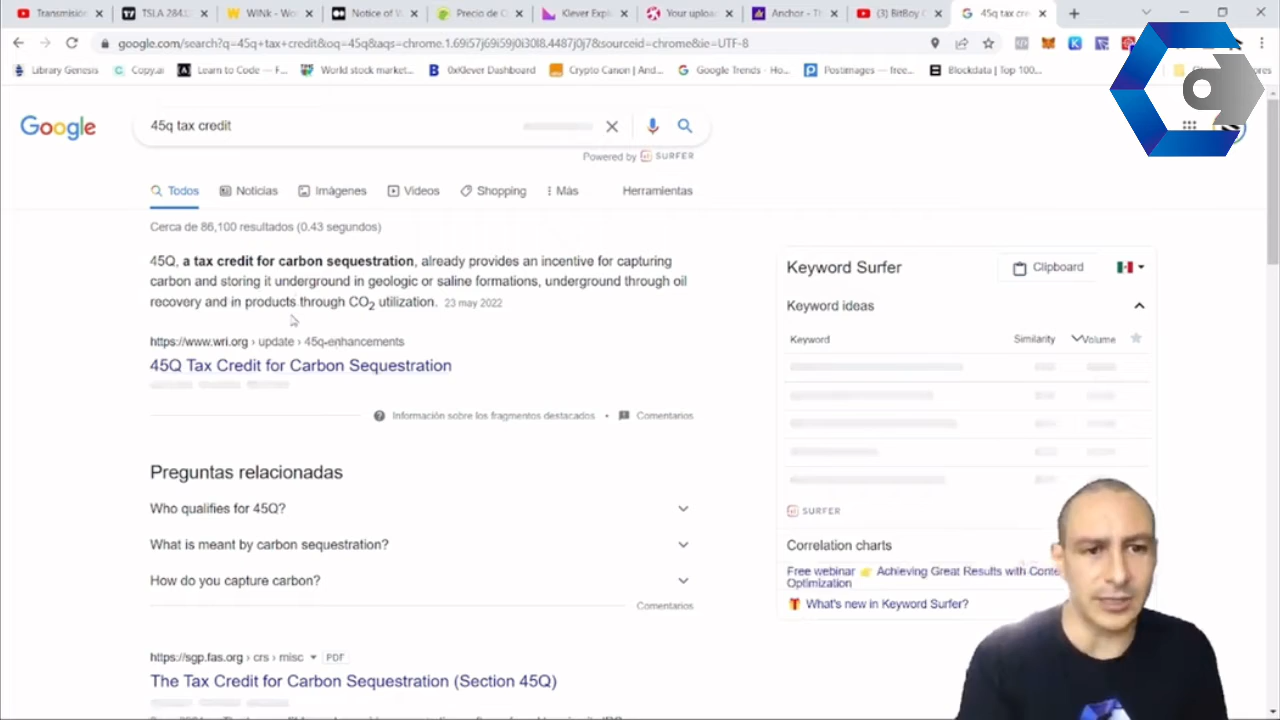 Transmisión
TSLA 284.
WiNk - Wo
Notice of W
Precio de C
Klever Expl
Your uploa
Anchor - Th
(3) BitBoy C
45q tax cre
google.com/search?q=45q+tax+credit&oq=45q&aqs=chrome.1.69i57j69i59j0i30l8.4487j0j7&sourceid=chrome&ie=UTF-8
Library Genesis
Copy.ai
Learn to Code — F...
World stock market...
0xKlever Dashboard
Crypto Canon | And...
Google Trends - Ho...
Postimages — free...
Blockdata | Top 100...
Google
45q tax credit
Powered by SURFER
Todos
Noticias
Imágenes
Videos
Shopping
Más
Herramientas
Cerca de 86,100 resultados (0.43 segundos)
45Q, a tax credit for carbon sequestration, already provides an incentive for capturing
carbon and storing it underground in geologic or saline formations, underground through oil
recovery and in products through CO2 utilization. 23 may 2022
https://www.wri.org › update › 45q-enhancements
45Q Tax Credit for Carbon Sequestration
Información sobre los fragmentos destacados • Comentarios
Preguntas relacionadas
Who qualifies for 45Q?
What is meant by carbon sequestration?
How do you capture carbon?
Comentarios
https://sgp.fas.org › crs › misc PDF
The Tax Credit for Carbon Sequestration (Section 45Q)
Keyword Surfer
Clipboard
Keyword ideas
Keyword Similarity Volume
SURFER
Correlation charts
Free webinar 👉 Achieving Great Results with Conte
Optimization
🎁 What's new in Keyword Surfer?